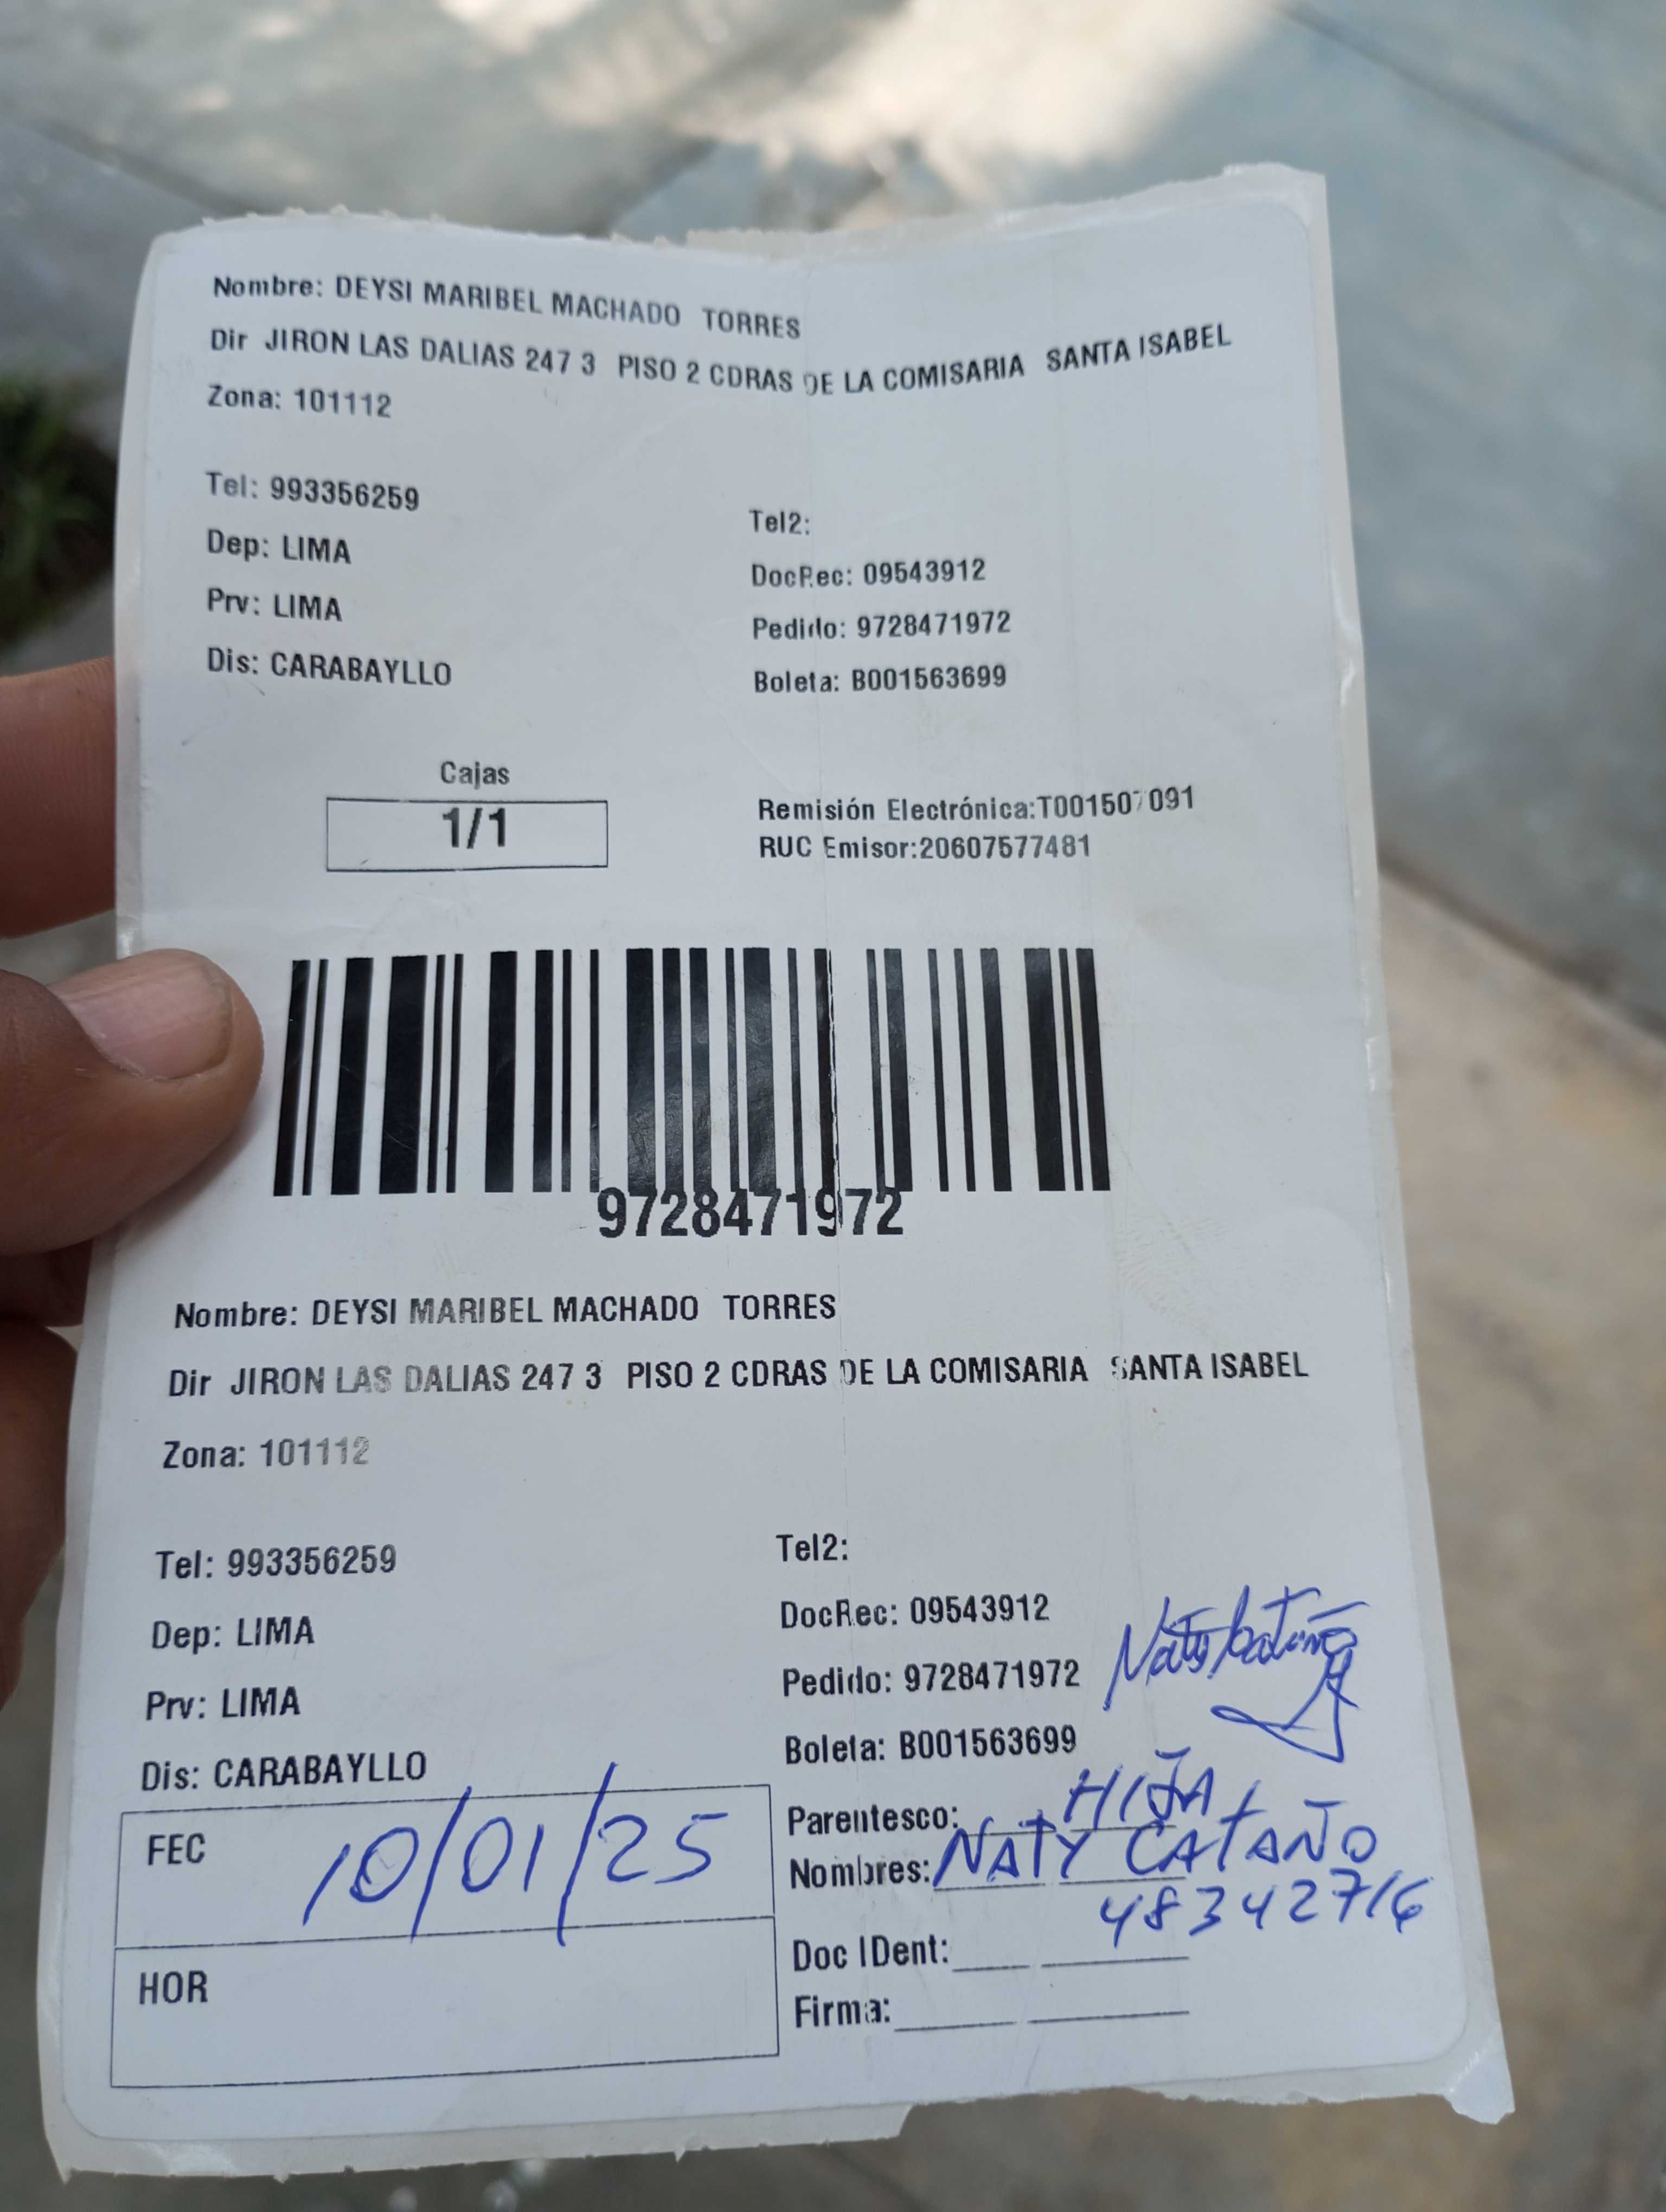 Nombre: DEYSI MARIBEL MACHADO TORRES
Dir JIRON LAS DALIAS 247 3 PISO 2 CDRAS DE LA COMISARIA SANTA ISABEL
Zona: 101112
Tel: 993356259
Tel2:
Dep: LIMA
DocRec: 09543912
Prv: LIMA
Pedido: 9728471972
Dis: CARABAYLLO
Boleta: B001563699
Cajas
1/1
Remisión Electrónica:T001507091
RUC Emisor:20607577481
9728471972
Nombre: DEYSI MARIBEL MACHADO TORRES
Dir JIRON LAS DALIAS 247 3 PISO 2 CDRAS DE LA COMISARIA SANTA ISABEL
Zona: 101112
Tel: 993356259
Tel2:
Dep: LIMA
DocRec: 09543912
Prv: LIMA
Pedido: 9728471972
Naty Cataño
Dis: CARABAYLLO
Boleta: B001563699
FEC 10/01/25
Parentesco: HIJA
Nombres: NATY CATAÑO
48342716
HOR
Doc IDent:
Firma: